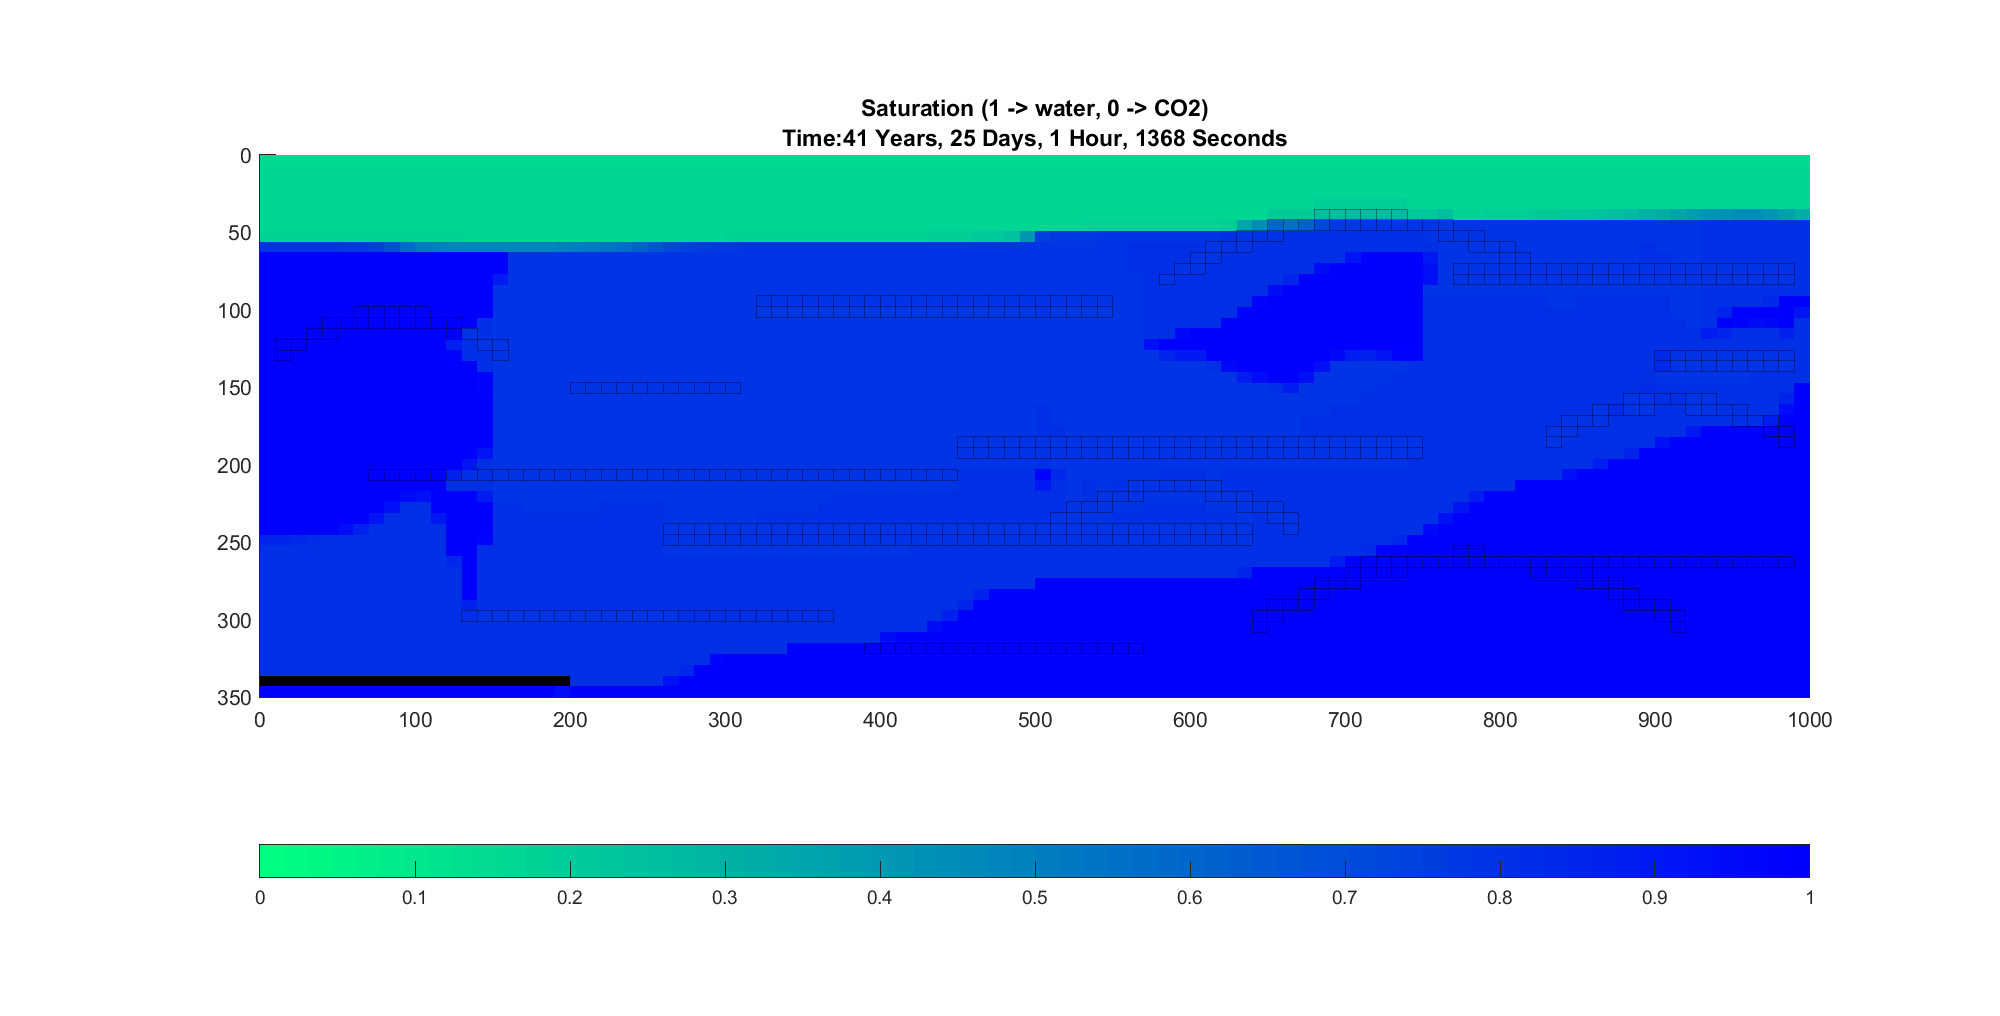 Saturation (1 -> water, 0 -> CO2)
Time:41 Years, 25 Days, 1 Hour, 1368 Seconds
0
50
100
150
200
250
300
350
0 100 200 300 400 500 600 700 800 900 1000
0 0.1 0.2 0.3 0.4 0.5 0.6 0.7 0.8 0.9 1